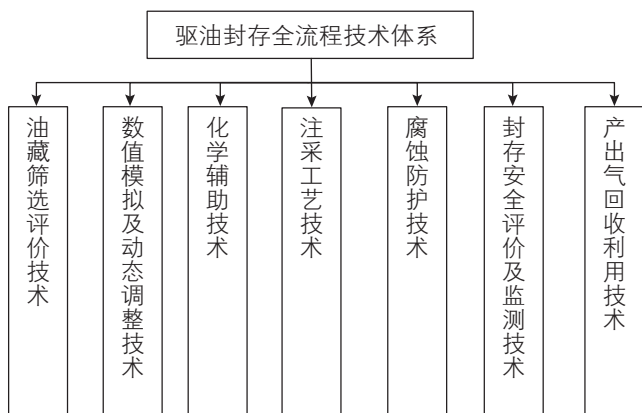 驱油封存全流程技术体系
油藏筛选评价技术
数值模拟及动态调整技术
化学辅助技术
注采工艺技术
腐蚀防护技术
封存安全评价及监测技术
产出气回收利用技术